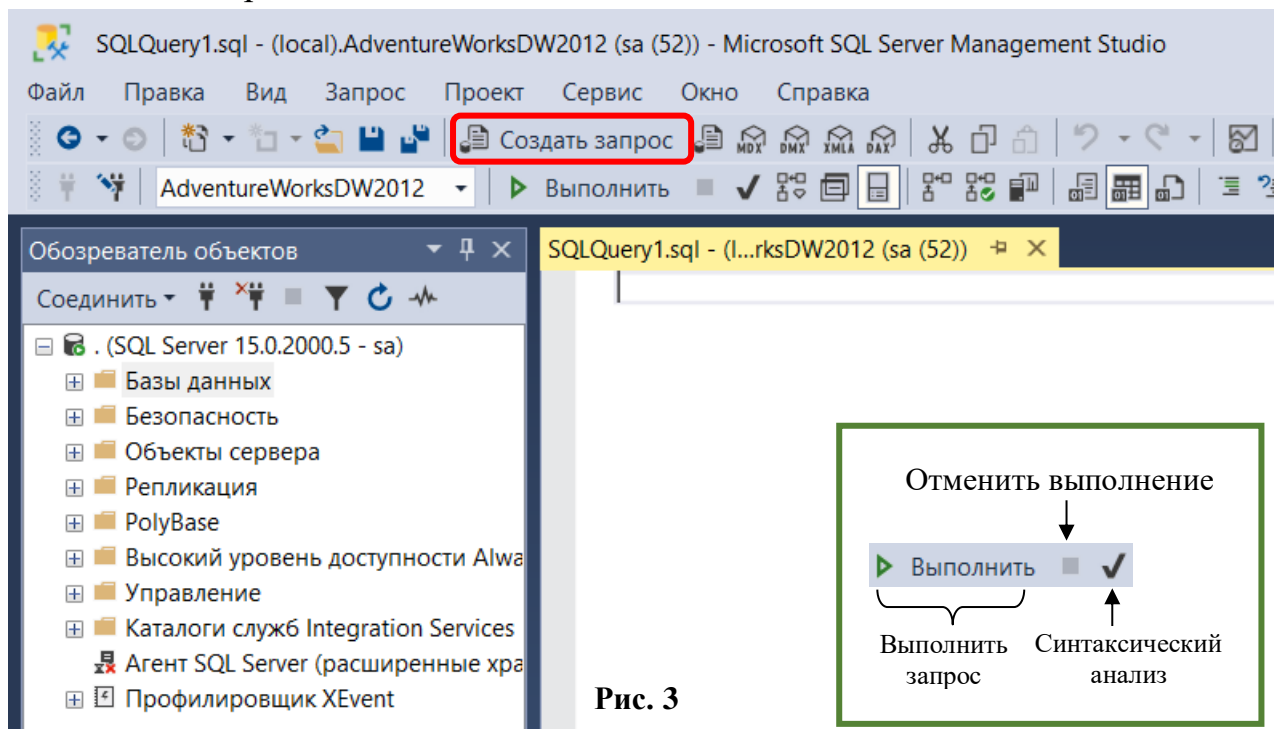 SQLQuery1.sql - (local).AdventureWorksDW2012 (sa (52)) - Microsoft SQL Server Management Studio
Файл Правка Вид Запрос Проект Сервис Окно Справка
Создать запрос MDX DMX XMLA DAX
AdventureWorksDW2012 Выполнить
Обозреватель объектов
SQLQuery1.sql - (l...rksDW2012 (sa (52))
Соединить
. (SQL Server 15.0.2000.5 - sa)
Базы данных
Безопасность
Объекты сервера
Репликация
PolyBase
Высокий уровень доступности Alwa
Управление
Каталоги служб Integration Services
Агент SQL Server (расширенные хра
Профилировщик XEvent
Отменить выполнение
Выполнить
Выполнить запрос
Синтаксический анализ
Рис. 3